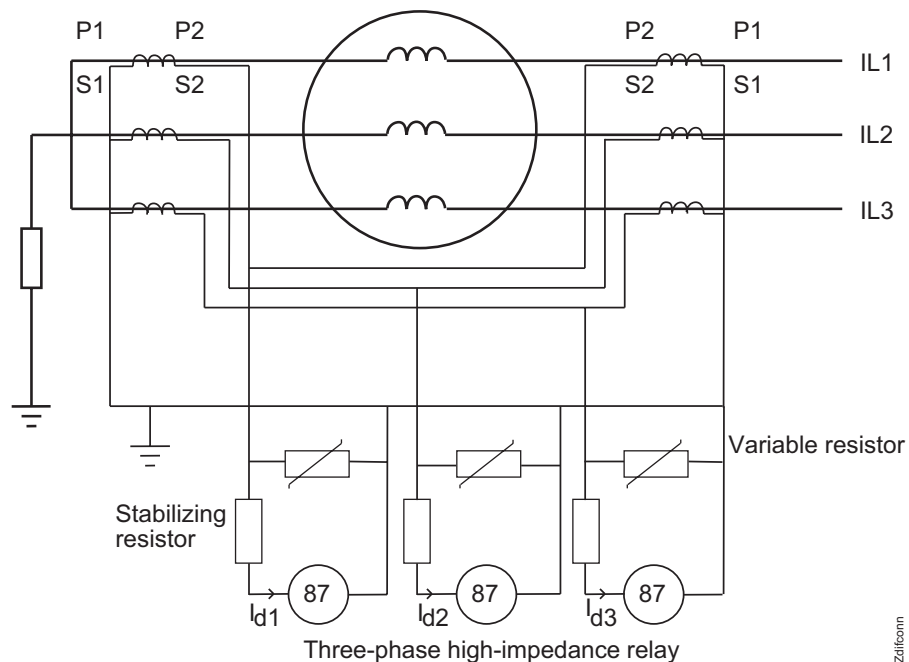 P1 P2 P2 P1
IL1
S1 S2 S2 S1
IL2
IL3
Variable resistor
Stabilizing
resistor
87 87 87
Id1 Id2 Id3
Three-phase high-impedance relay
Zdifconn